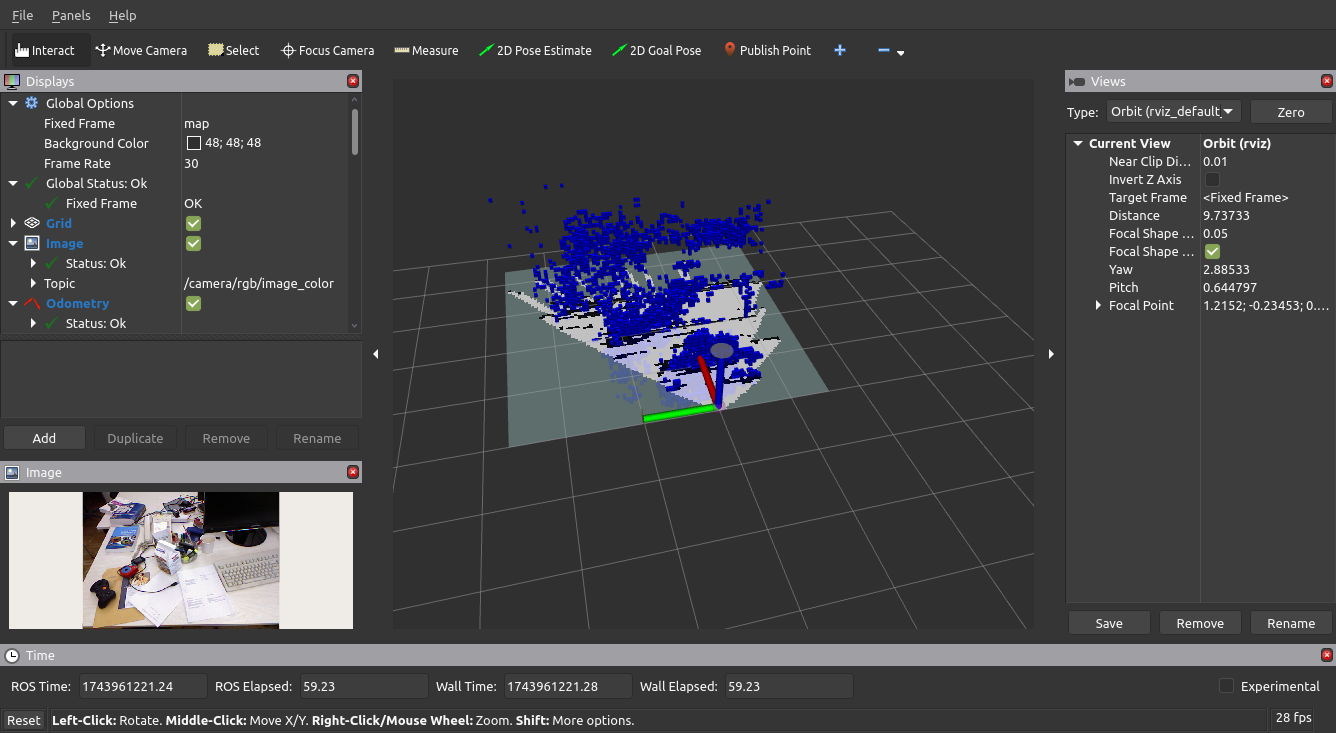 File Panels Help
Interact Move Camera Select Focus Camera Measure 2D Pose Estimate 2D Goal Pose Publish Point
Displays
Global Options
Fixed Frame map
Background Color 48; 48; 48
Frame Rate 30
Global Status: Ok
Fixed Frame OK
Grid
Image
Status: Ok
Topic /camera/rgb/image_color
Odometry
Status: Ok
Add Duplicate Remove Rename
Image
Views
Type: Orbit (rviz_default_ Zero
Current View Orbit (rviz)
Near Clip Di... 0.01
Invert Z Axis
Target Frame <Fixed Frame>
Distance 9.73733
Focal Shape ... 0.05
Focal Shape ...
Yaw 2.88533
Pitch 0.644797
Focal Point 1.2152; -0.23453; 0....
Save Remove Rename
Time
ROS Time: 1743961221.24 ROS Elapsed: 59.23 Wall Time: 1743961221.28 Wall Elapsed: 59.23 Experimental
Reset Left-Click: Rotate. Middle-Click: Move X/Y. Right-Click/Mouse Wheel: Zoom. Shift: More options. 28 fps